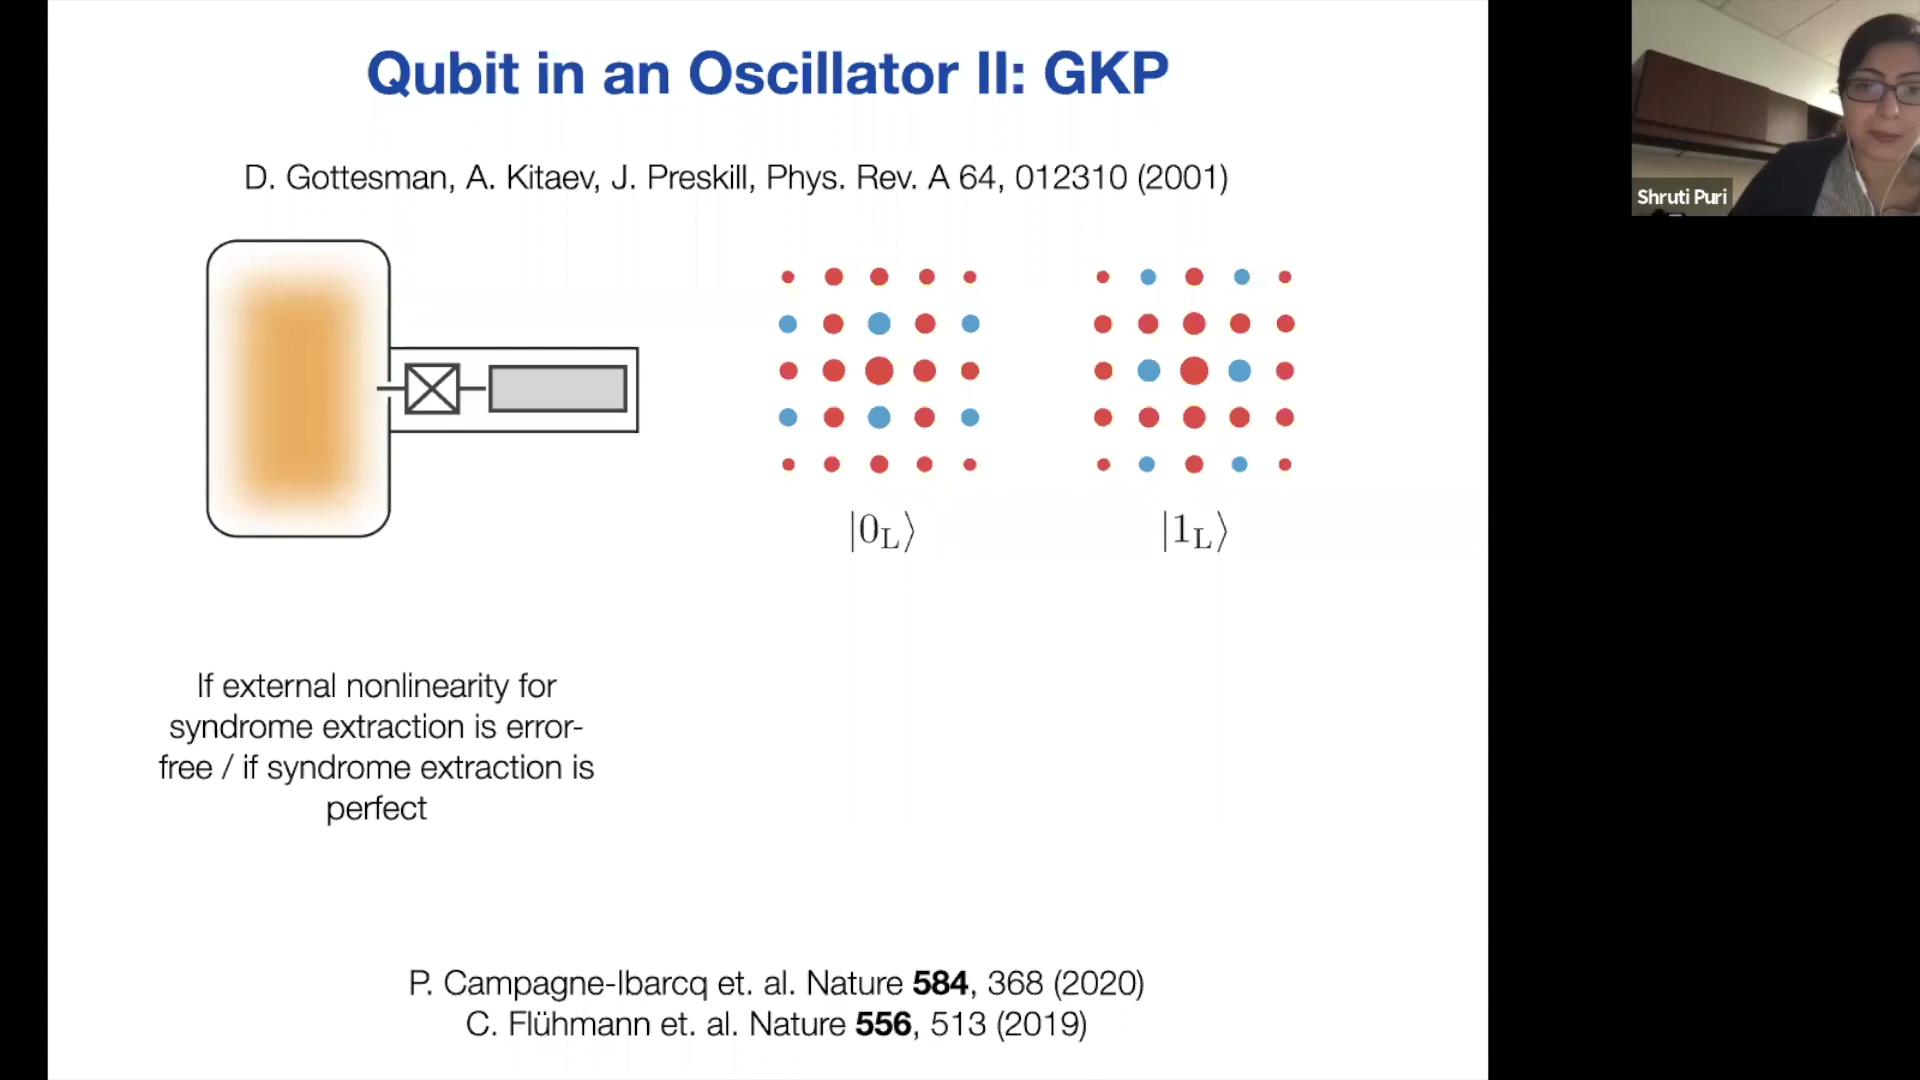 Qubit in an Oscillator II: GKP
D. Gottesman, A. Kitaev, J. Preskill, Phys. Rev. A 64, 012310 (2001)
Shruti Puri
|0L⟩
|1L⟩
If external nonlinearity for
syndrome extraction is error-
free / if syndrome extraction is
perfect
P. Campagne-Ibarcq et. al. Nature 584, 368 (2020)
C. Flühmann et. al. Nature 556, 513 (2019)